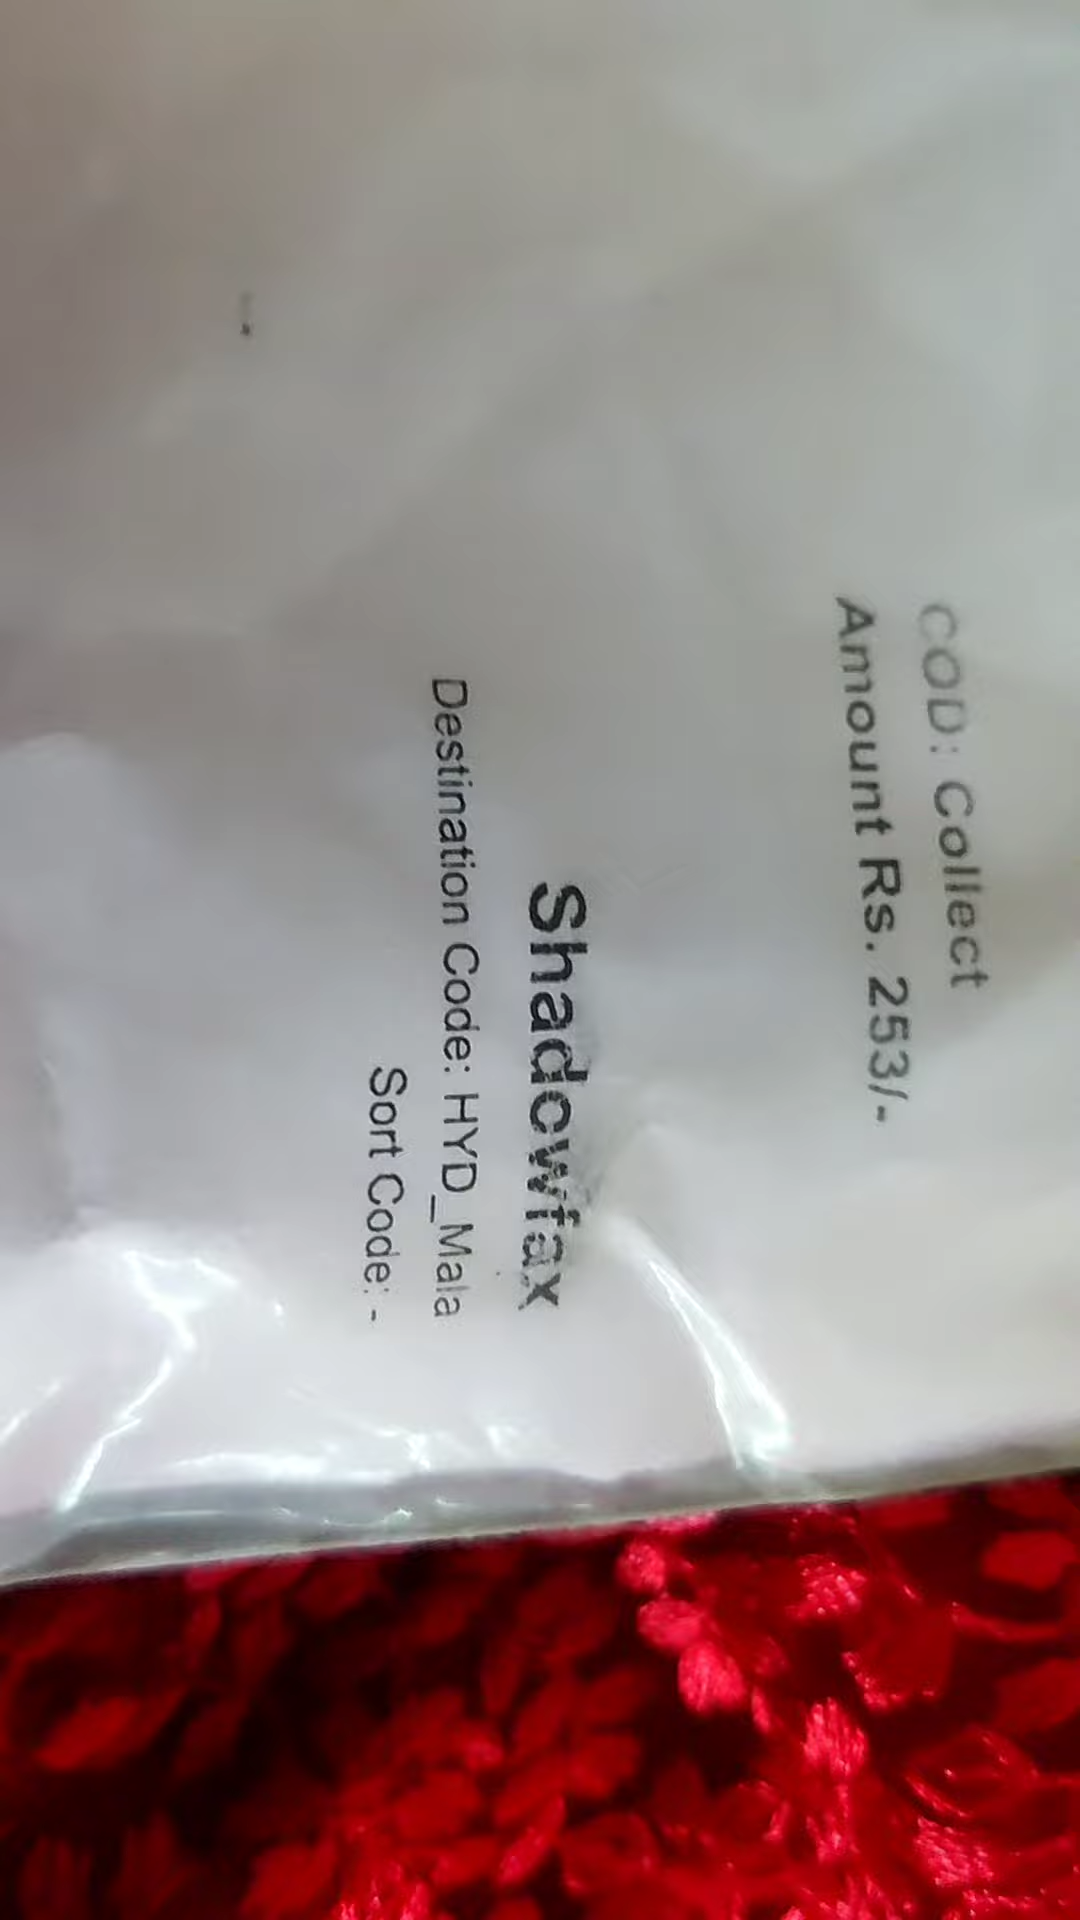 COD: Collect
Amount Rs. 253/-
Shadowfax
Destination Code: HYD_Mala
Sort Code: -